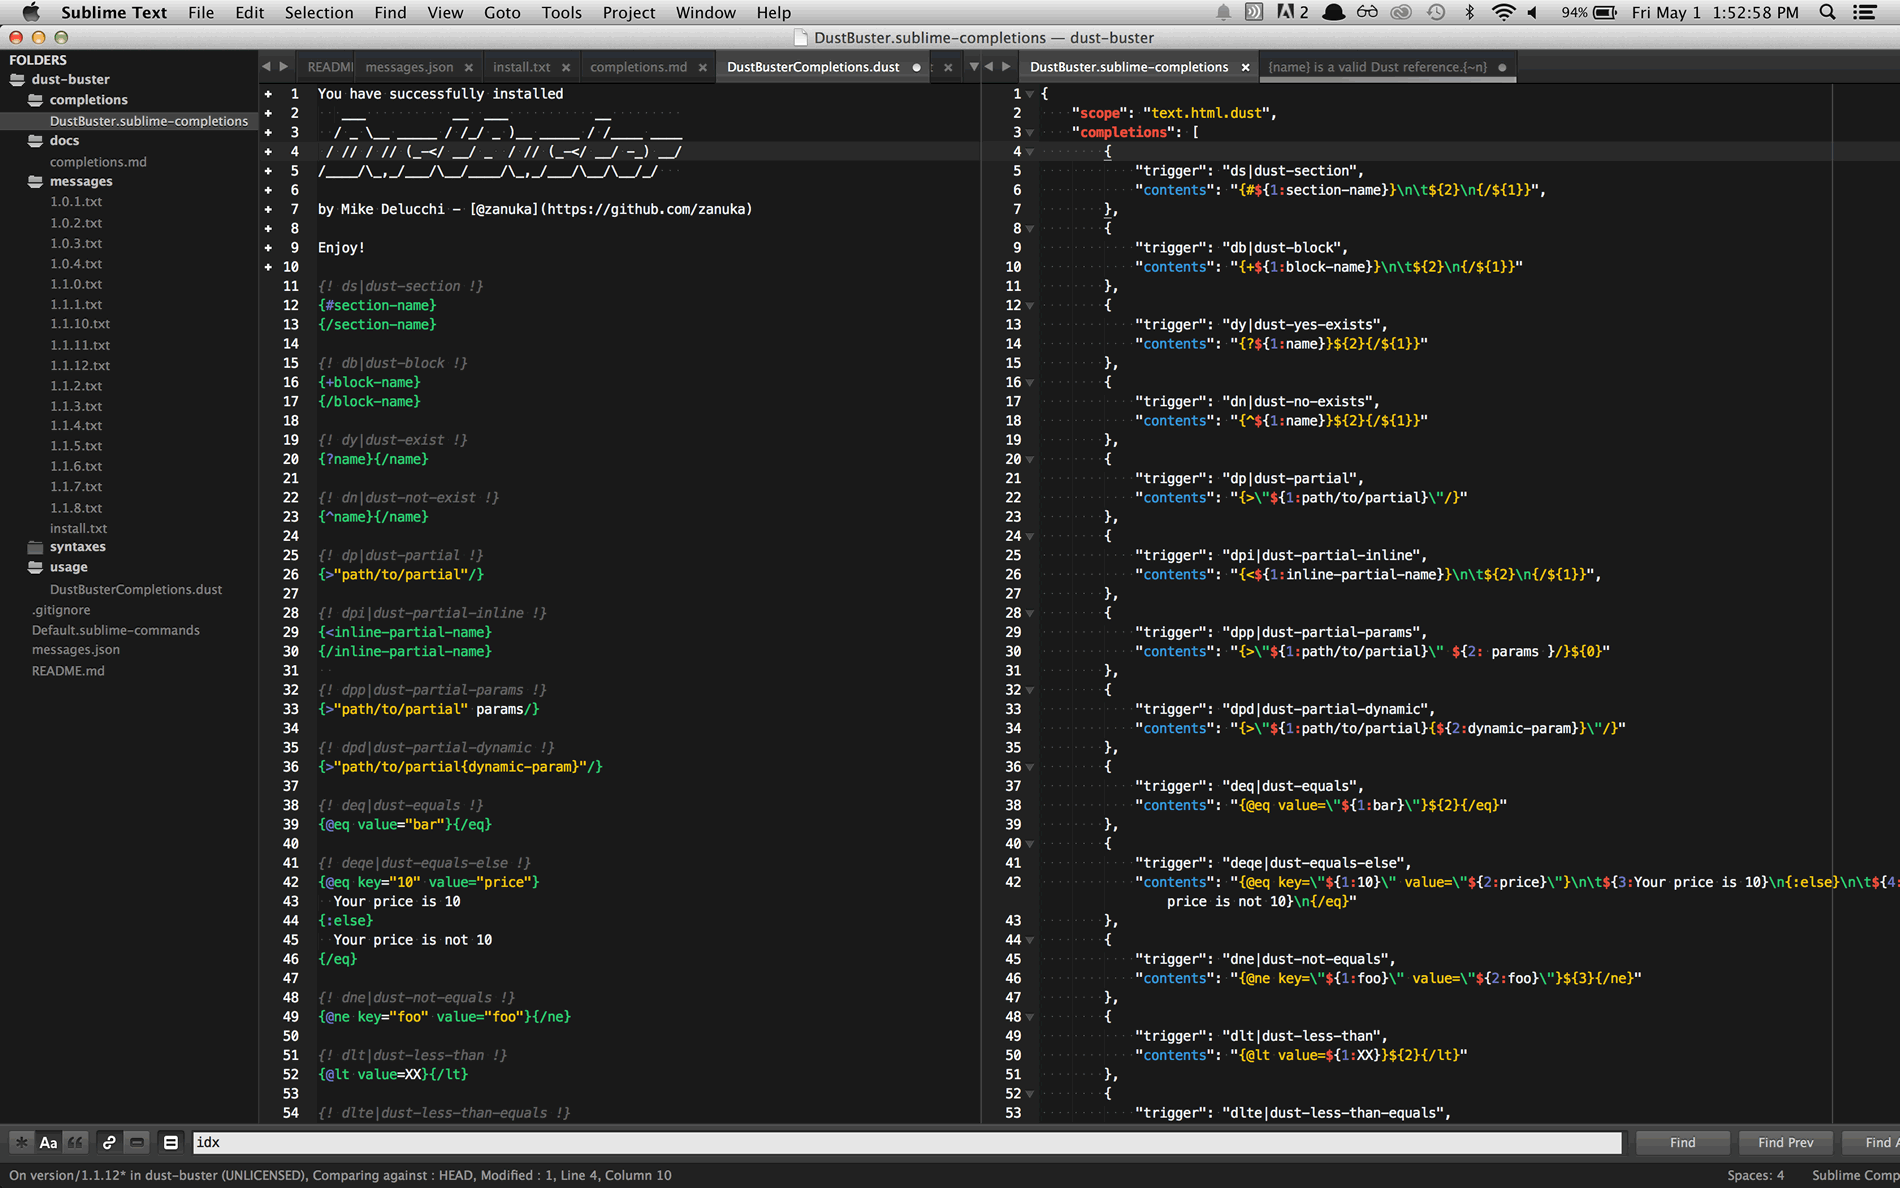 Sublime Text File Edit Selection Find View Goto Tools Project Window Help 2 94% Fri May 1 1:52:58 PM
DustBuster.sublime-completions — dust-buster
FOLDERS
dust-buster
completions
DustBuster.sublime-completions
docs
completions.md
messages
1.0.1.txt
1.0.2.txt
1.0.3.txt
1.0.4.txt
1.1.0.txt
1.1.1.txt
1.1.10.txt
1.1.11.txt
1.1.12.txt
1.1.2.txt
1.1.3.txt
1.1.4.txt
1.1.5.txt
1.1.6.txt
1.1.7.txt
1.1.8.txt
install.txt
syntaxes
usage
DustBusterCompletions.dust
.gitignore
Default.sublime-commands
messages.json
README.md
READMI messages.json install.txt completions.md DustBusterCompletions.dust
1 You have successfully installed
2
3
4
5
6
7 by Mike Delucchi - [@zanuka](https://github.com/zanuka)
8
9 Enjoy!
10
11 {! ds|dust-section !}
12 {#section-name}
13 {/section-name}
14
15 {! db|dust-block !}
16 {+block-name}
17 {/block-name}
18
19 {! dy|dust-exist !}
20 {?name}{/name}
21
22 {! dn|dust-not-exist !}
23 {^name}{/name}
24
25 {! dp|dust-partial !}
26 {>"path/to/partial"/}
27
28 {! dpi|dust-partial-inline !}
29 {<inline-partial-name}
30 {/inline-partial-name}
31
32 {! dpp|dust-partial-params !}
33 {>"path/to/partial" params/}
34
35 {! dpd|dust-partial-dynamic !}
36 {>"path/to/partial{dynamic-param}"/}
37
38 {! deq|dust-equals !}
39 {@eq value="bar"}{/eq}
40
41 {! deqe|dust-equals-else !}
42 {@eq key="10" value="price"}
43 Your price is 10
44 {:else}
45 Your price is not 10
46 {/eq}
47
48 {! dne|dust-not-equals !}
49 {@ne key="foo" value="foo"}{/ne}
50
51 {! dlt|dust-less-than !}
52 {@lt value=XX}{/lt}
53
54 {! dlte|dust-less-than-equals !}
DustBuster.sublime-completions {name} is a valid Dust reference.{~n}
1 {
2 "scope": "text.html.dust",
3 "completions": [
4 {
5 "trigger": "ds|dust-section",
6 "contents": "{#${1:section-name}}\n\t${2}\n{/${1}}",
7 },
8 {
9 "trigger": "db|dust-block",
10 "contents": "{+${1:block-name}}\n\t${2}\n{/${1}}"
11 },
12 {
13 "trigger": "dy|dust-yes-exists",
14 "contents": "{?${1:name}}${2}{/${1}}"
15 },
16 {
17 "trigger": "dn|dust-no-exists",
18 "contents": "{^${1:name}}${2}{/${1}}"
19 },
20 {
21 "trigger": "dp|dust-partial",
22 "contents": "{>\"${1:path/to/partial}\"/}"
23 },
24 {
25 "trigger": "dpi|dust-partial-inline",
26 "contents": "{<${1:inline-partial-name}}\n\t${2}\n{/${1}}",
27 },
28 {
29 "trigger": "dpp|dust-partial-params",
30 "contents": "{>\"${1:path/to/partial}\" ${2: params }/}${0}"
31 },
32 {
33 "trigger": "dpd|dust-partial-dynamic",
34 "contents": "{>\"${1:path/to/partial}{${2:dynamic-param}}\"/}"
35 },
36 {
37 "trigger": "deq|dust-equals",
38 "contents": "{@eq value=\"${1:bar}\"}${2}{/eq}"
39 },
40 {
41 "trigger": "deqe|dust-equals-else",
42 "contents": "{@eq key=\"${1:10}\" value=\"${2:price}\"}\n\t${3:Your price is 10}\n{:else}\n\t${4:
price is not 10}\n{/eq}"
43 },
44 {
45 "trigger": "dne|dust-not-equals",
46 "contents": "{@ne key=\"${1:foo}\" value=\"${2:foo}\"}${3}{/ne}"
47 },
48 {
49 "trigger": "dlt|dust-less-than",
50 "contents": "{@lt value=${1:XX}}${2}{/lt}"
51 },
52 {
53 "trigger": "dlte|dust-less-than-equals",
Aa idx Find Find Prev Find A
On version/1.1.12* in dust-buster (UNLICENSED), Comparing against : HEAD, Modified : 1, Line 4, Column 10 Spaces: 4 Sublime Comp